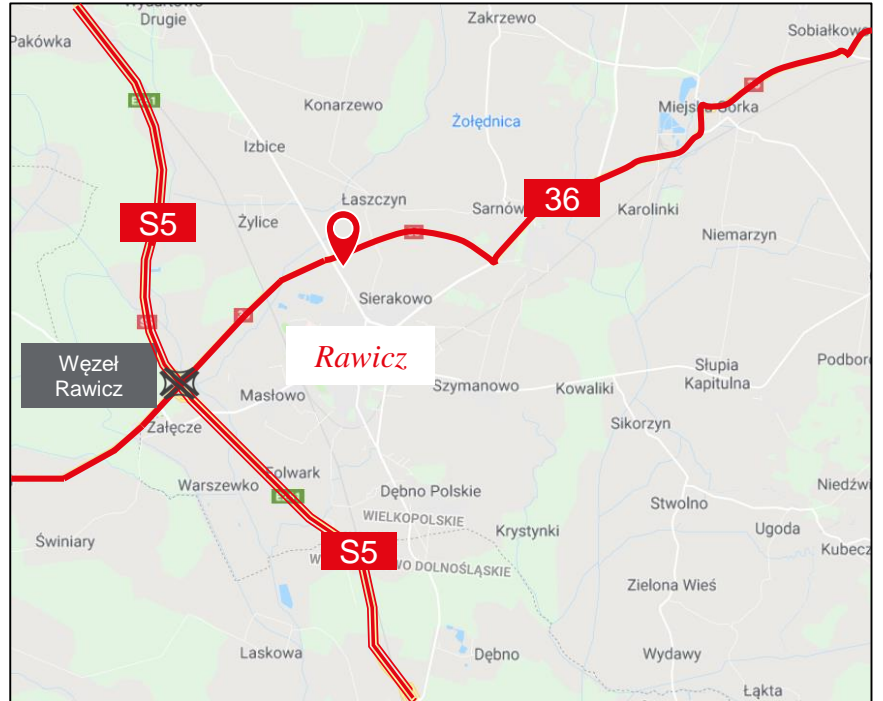 Drugie
Zakrzewo
Sobiałkowo
Pakówka
Konarzewo
Miejska Górka
Żołędnica
Izbice
Łaszczyn
36
S5
Żylice
Sarnów
Karolinki
Niemarzyn
Sierakowo
Rawicz
Węzeł
Rawicz
Masłowo
Szymanowo
Kowaliki
Słupia
Kapitulna
Załęcze
Sikorzyn
Folwark
Warszewko
Dębno Polskie
Stwolno
WIELKOPOLSKIE
Krystynki
Ugoda
Świniary
S5
DOLNOŚLĄSKIE
Zielona Wieś
Laskowa
Dębno
Wydawy
Łąkta